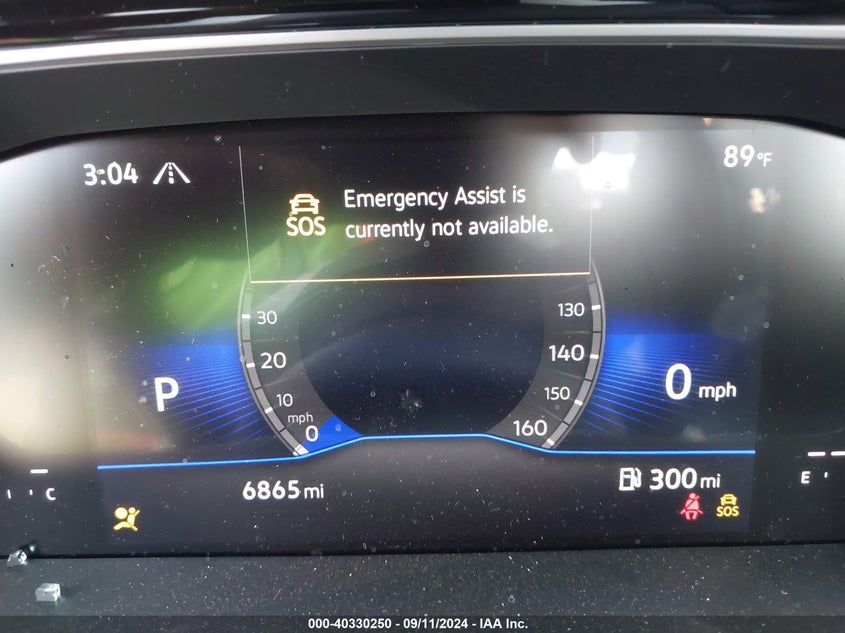 3:04
89°F
SOS
Emergency Assist is
currently not available.
30
130
20
140
10
150
mph
0
160
P
0 mph
C
6865 mi
300 mi
E
SOS
000-40330250 - 09/11/2024 - IAA Inc.